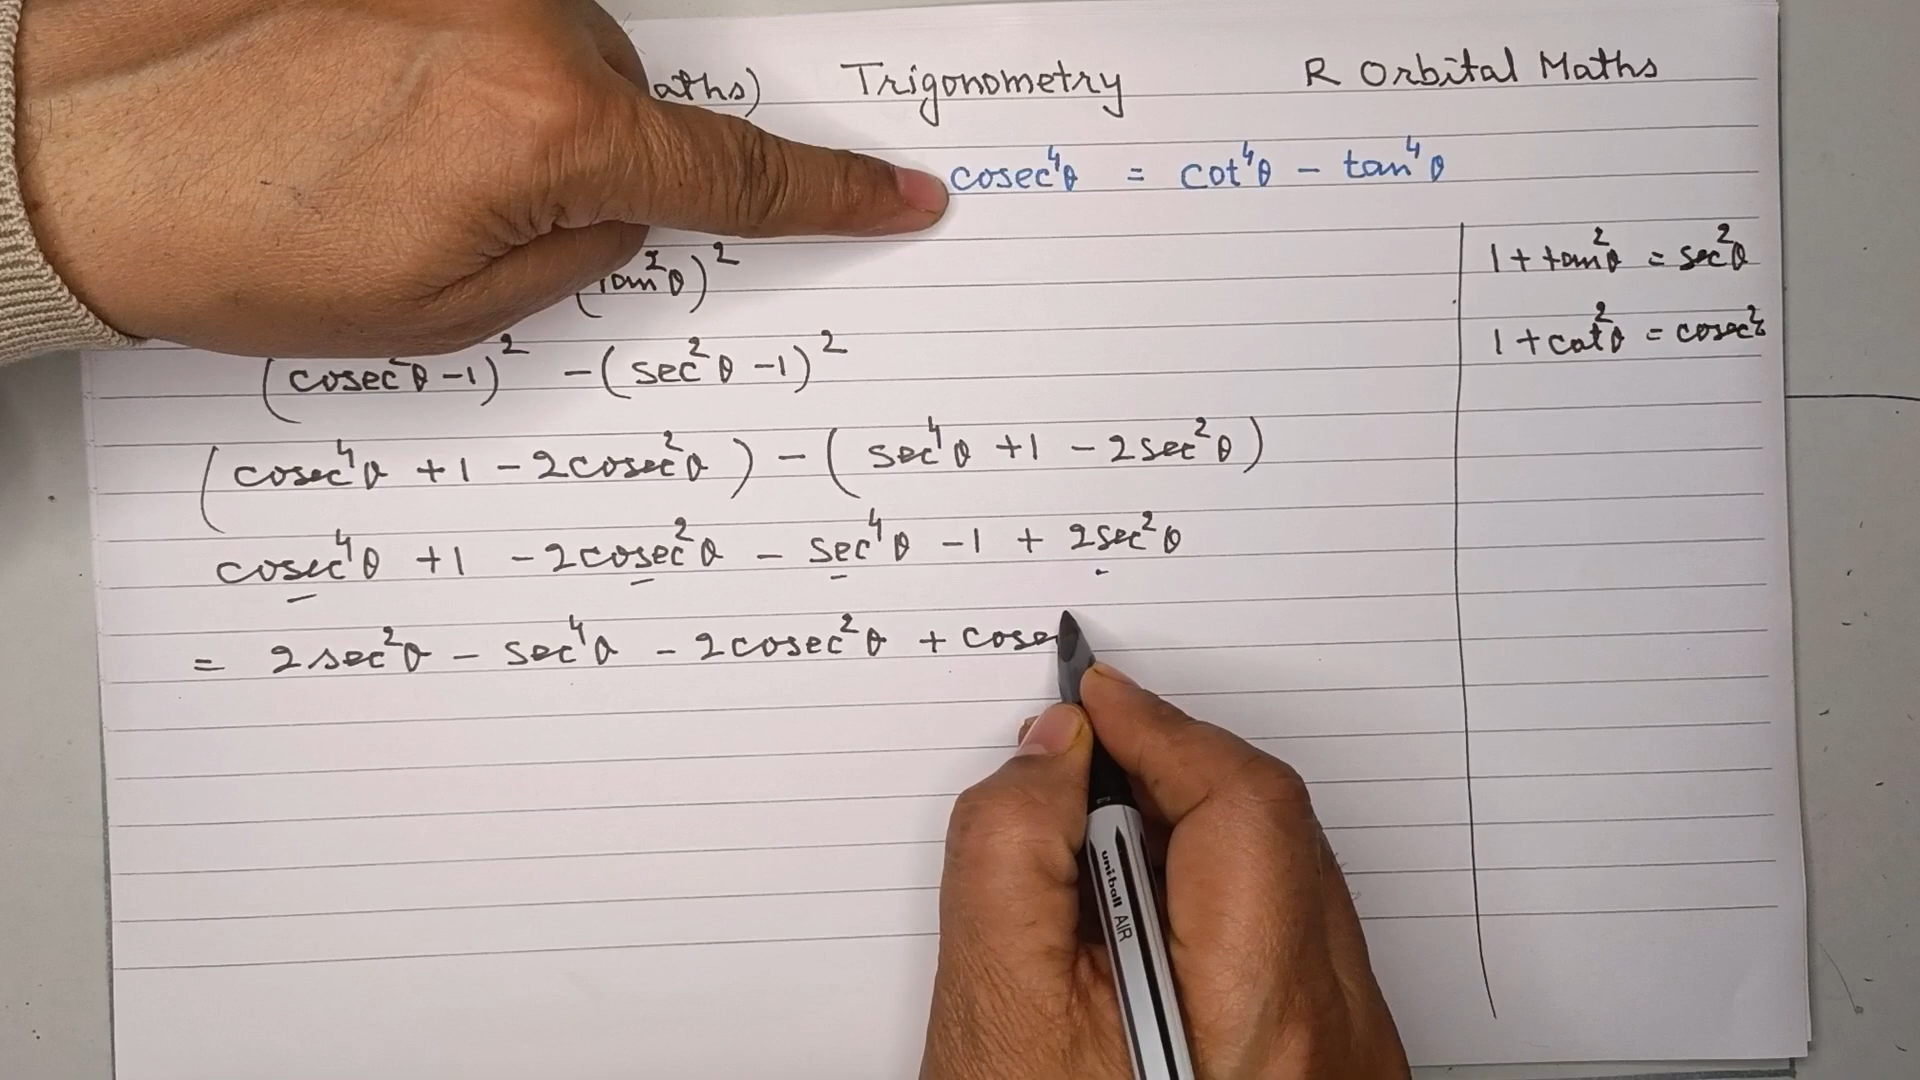 aths) Trigonometry R Orbital Maths
cosec⁴θ = cot⁴θ - tan⁴θ
(tan²θ)²
(cosec²θ -1)² - (sec²θ -1)²
(cosec⁴θ +1 - 2cosec²θ) - (sec⁴θ +1 - 2sec²θ)
cosec⁴θ +1 - 2cosec²θ - sec⁴θ -1 + 2sec²θ
= 2sec²θ - sec⁴θ - 2cosec²θ + cose
1 + tan²θ = sec²θ
1 + cot²θ = cosec²
uni-ball AIR